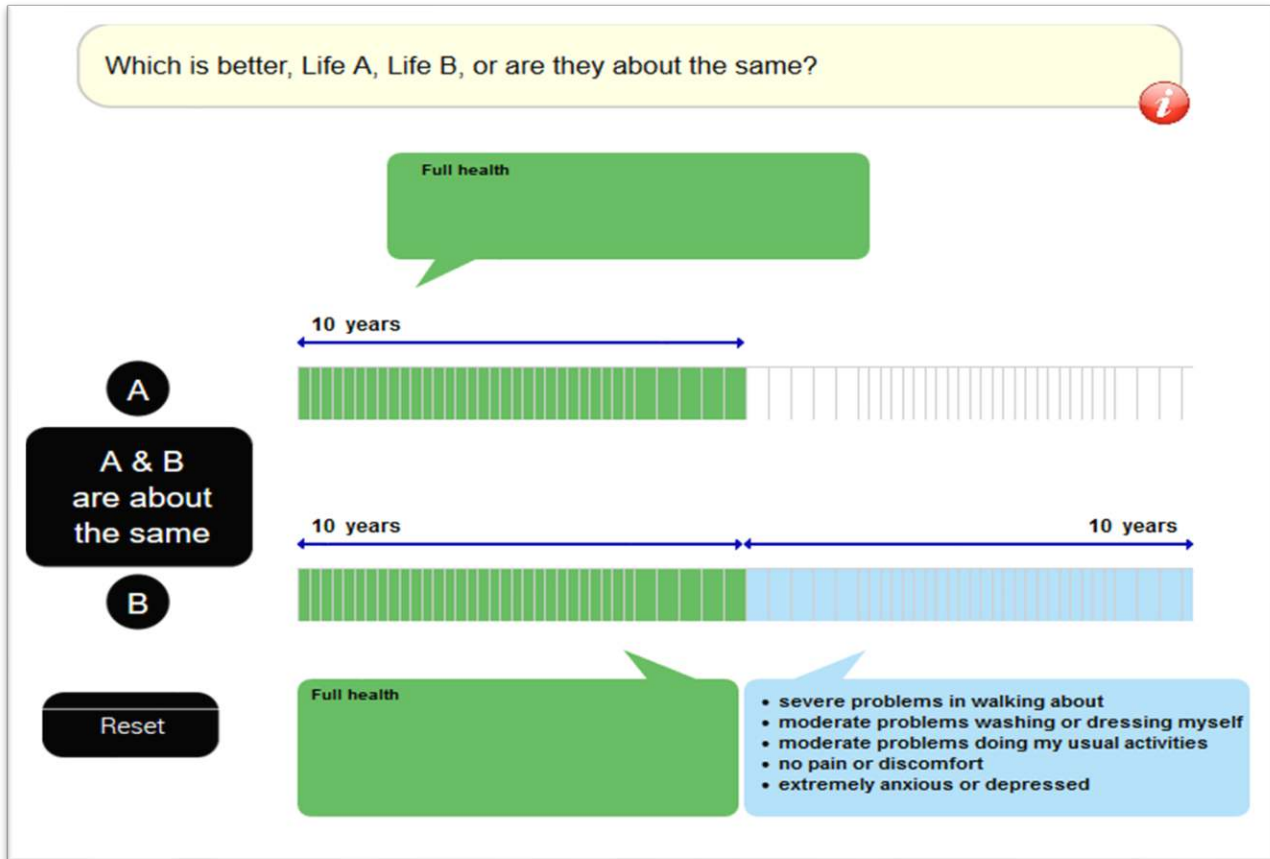 Which is better, Life A, Life B, or are they about the same?
i
Full health
10 years
A
A & B
are about
the same
10 years
10 years
B
Reset
Full health
• severe problems in walking about
• moderate problems washing or dressing myself
• moderate problems doing my usual activities
• no pain or discomfort
• extremely anxious or depressed